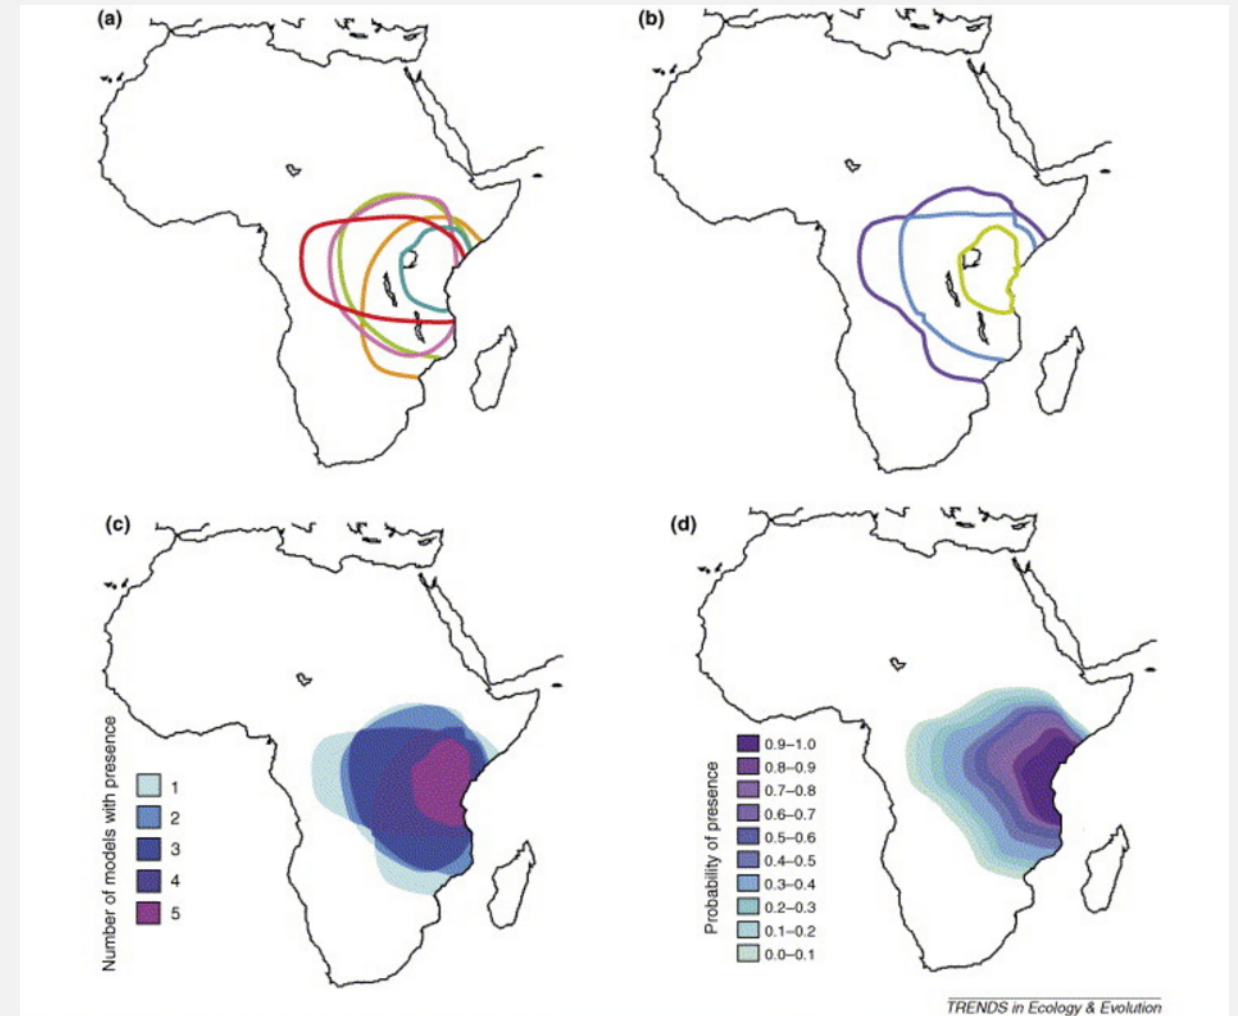 (a)
(b)
(c)
Number of models with presence
1
2
3
4
5
(d)
Probability of presence
0.9–1.0
0.8–0.9
0.7–0.8
0.6–0.7
0.5–0.6
0.4–0.5
0.3–0.4
0.2–0.3
0.1–0.2
0.0–0.1
TRENDS in Ecology & Evolution